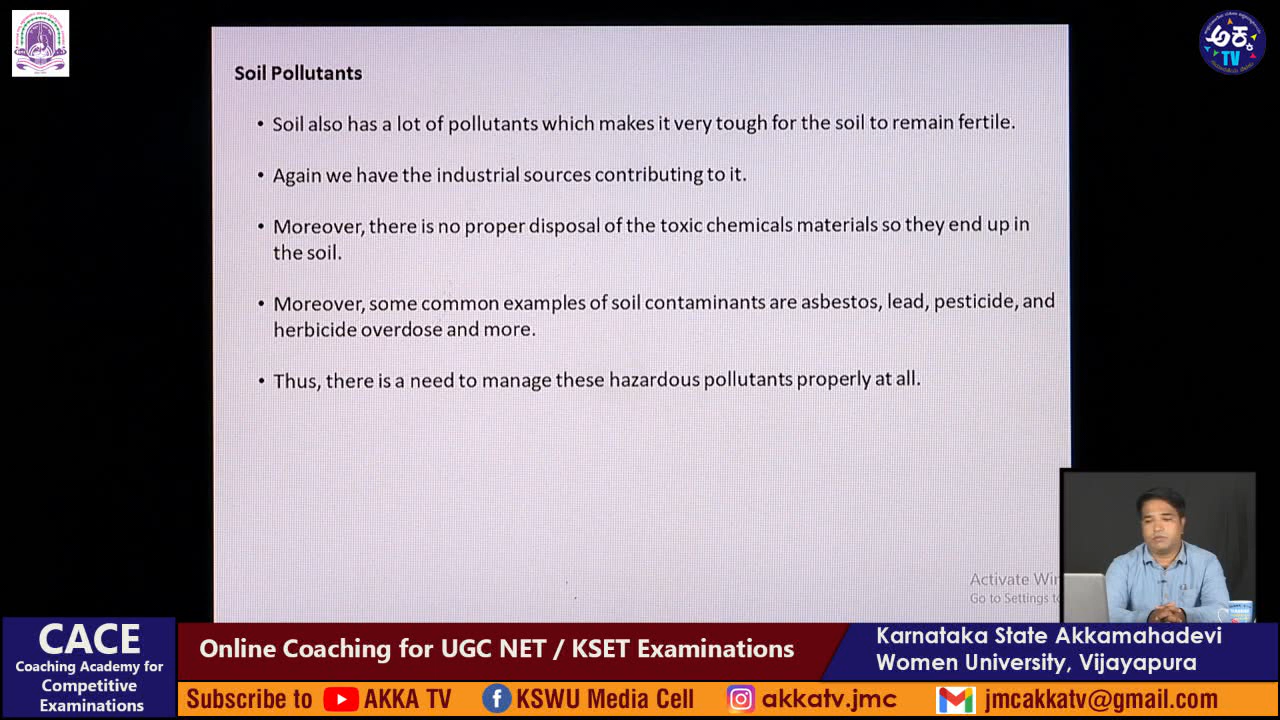 ಅಕ್ಕ
TV
Soil Pollutants
• Soil also has a lot of pollutants which makes it very tough for the soil to remain fertile.
• Again we have the industrial sources contributing to it.
• Moreover, there is no proper disposal of the toxic chemicals materials so they end up in
the soil.
• Moreover, some common examples of soil contaminants are asbestos, lead, pesticide, and
herbicide overdose and more.
• Thus, there is a need to manage these hazardous pollutants properly at all.
Activate Win
Go to Settings to
CACE
Coaching Academy for
Competitive
Examinations
Online Coaching for UGC NET / KSET Examinations
Karnataka State Akkamahadevi
Women University, Vijayapura
Subscribe to AKKA TV KSWU Media Cell akkatv.jmc jmcakkatv@gmail.com